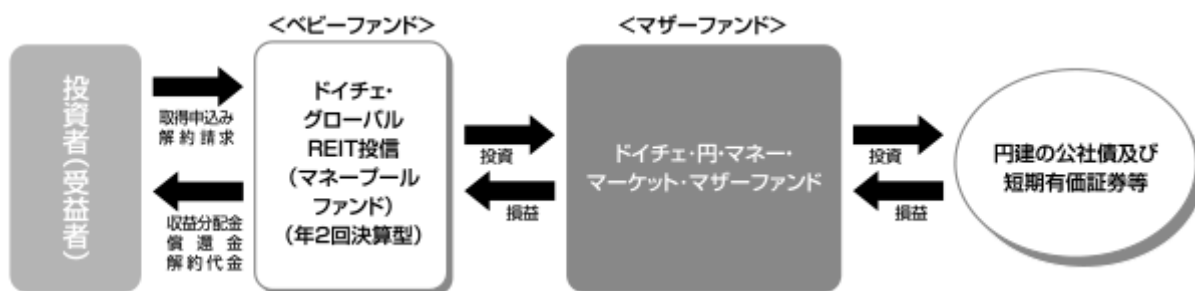 投資者(受益者)
取得申込み
解約請求
収益分配金
償還金
解約代金
<ベビーファンド>
ドイチェ・
グローバル
REIT投信
(マネープール
ファンド)
(年2回決算型)
投資
損益
<マザーファンド>
ドイチェ・円・マネー・
マーケット・マザーファンド
投資
損益
円建の公社債及び
短期有価証券等